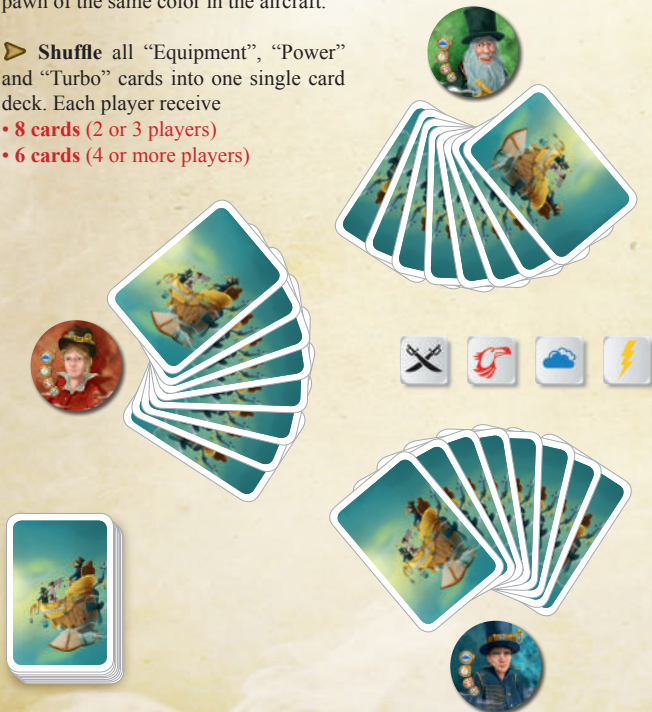 pawn of the same color in the aircraft.
Shuffle all “Equipment”, “Power”
and “Turbo” cards into one single card
deck. Each player receive
• 8 cards (2 or 3 players)
• 6 cards (4 or more players)